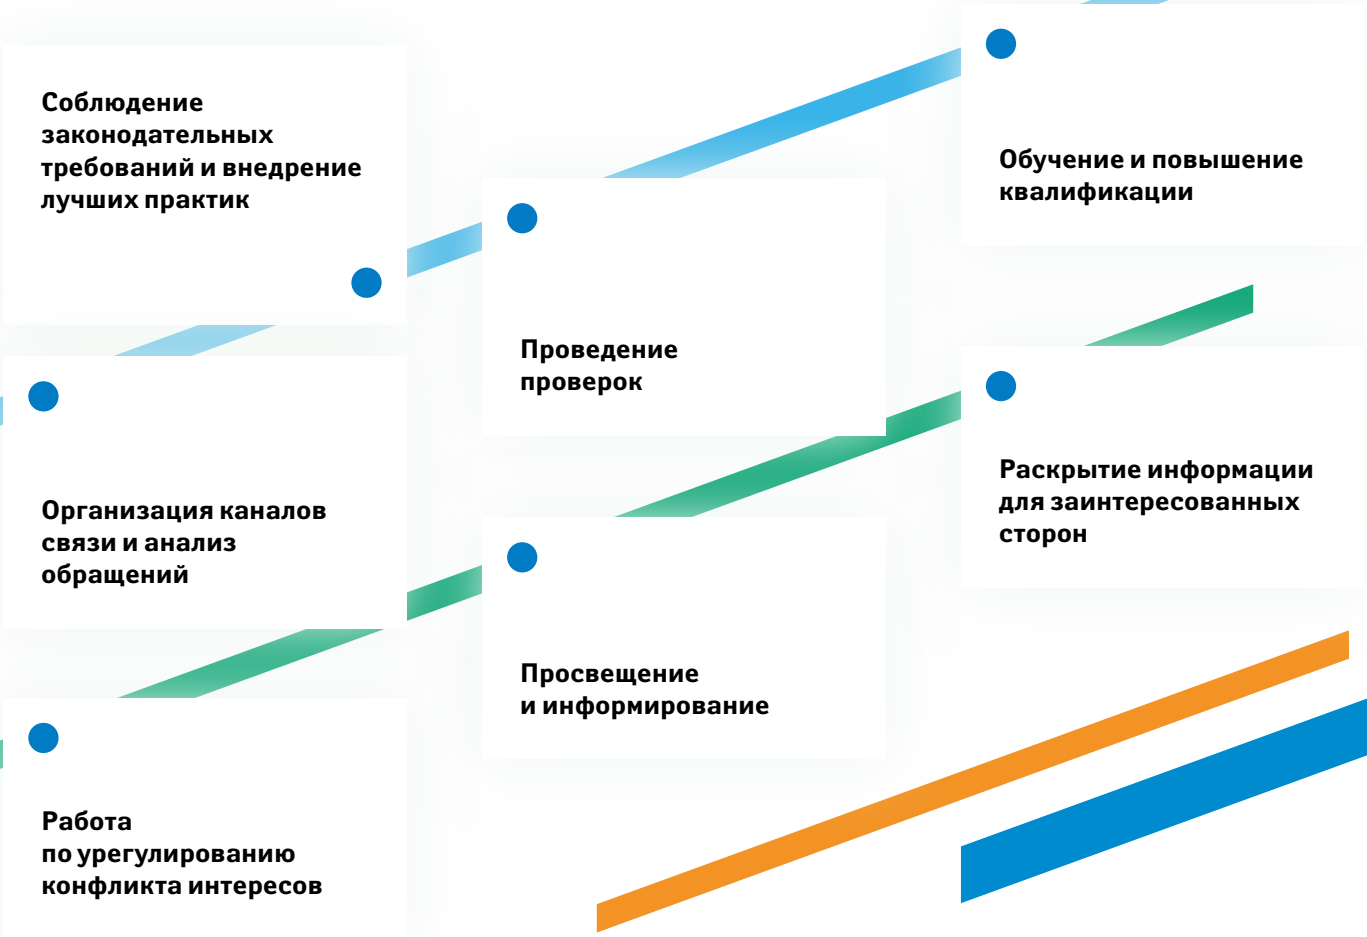 Соблюдение
законодательных
требований и внедрение
лучших практик
Организация каналов
связи и анализ
обращений
Работа
по урегулированию
конфликта интересов
Проведение
проверок
Просвещение
и информирование
Обучение и повышение
квалификации
Раскрытие информации
для заинтересованных
сторон